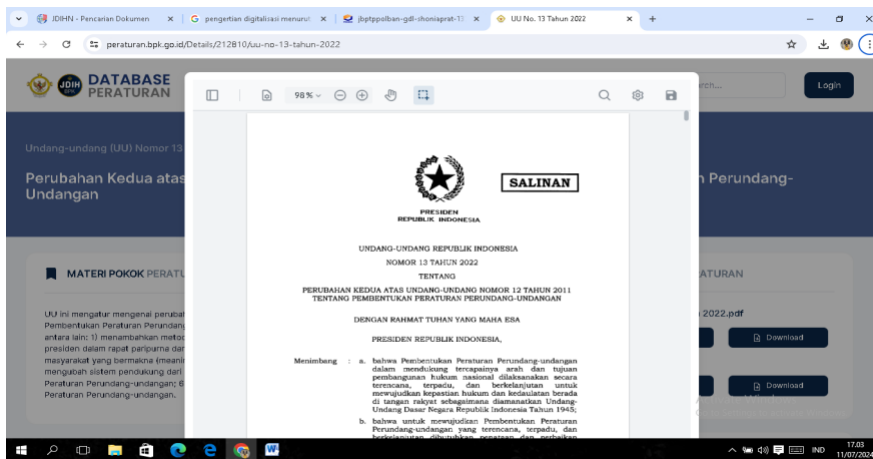 JDIHN - Pencarian Dokumen
pengertian digitalisasi menurut
jbptppolban-gdl-shoniaprat-13
UU No. 13 Tahun 2022
peraturan.bpk.go.id/Details/212810/uu-no-13-tahun-2022
JDIH
DATABASE
PERATURAN
98%
Login
Undang-undang (UU) Nomor 13
Perubahan Kedua atas
Undangan
n Perundang-
SALINAN
PRESIDEN
REPUBLIK INDONESIA
UNDANG-UNDANG REPUBLIK INDONESIA
NOMOR 13 TAHUN 2022
TENTANG
PERUBAHAN KEDUA ATAS UNDANG-UNDANG NOMOR 12 TAHUN 2011
TENTANG PEMBENTUKAN PERATURAN PERUNDANG-UNDANGAN
DENGAN RAHMAT TUHAN YANG MAHA ESA
PRESIDEN REPUBLIK INDONESIA,
Menimbang : a. bahwa Pembentukan Peraturan Perundang-undangan
dalam mendukung tercapainya arah dan tujuan
pembangunan hukum nasional dilaksanakan secara
terencana, terpadu, dan berkelanjutan untuk
mewujudkan kepastian hukum dan kedaulatan berada
di tangan rakyat sebagaimana diamanatkan Undang-
Undang Dasar Negara Republik Indonesia Tahun 1945;
b. bahwa untuk mewujudkan Pembentukan Peraturan
Perundang-undangan yang terencana, terpadu, dan
berkelanjutan dibutuhkan penataan dan perbaikan
MATERI POKOK PERATU
UU ini mengatur mengenai perubah
Pembentukan Peraturan Perundang
antara lain: 1) menambahkan metod
presiden dalam rapat paripurna dan
masyarakat yang bermakna (meanin
mengubah sistem pendukung dari
Peraturan Perundang-undangan; 6
Peraturan Perundang-undangan.
ATURAN
2022.pdf
Download
Download
IND
17.03
11/07/2024